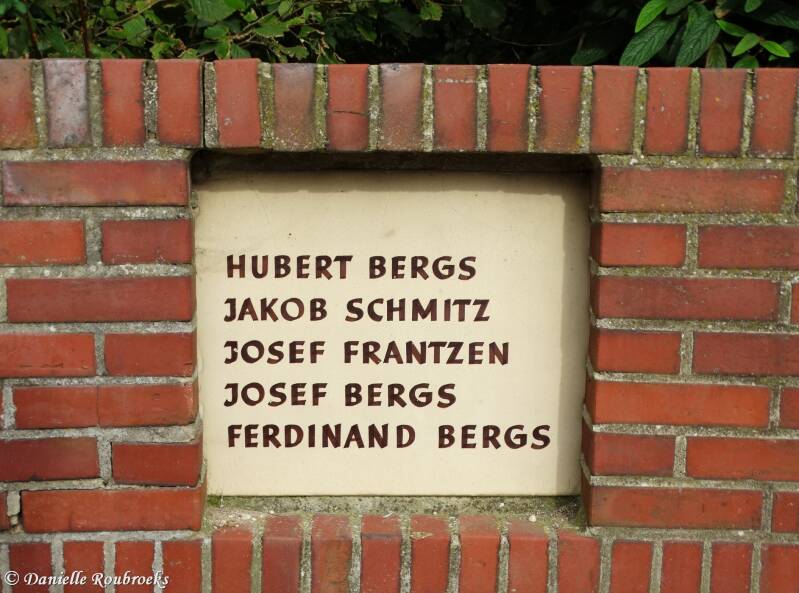 HUBERT BERGS
JAKOB SCHMITZ
JOSEF FRANTZEN
JOSEF BERGS
FERDINAND BERGS
© Danielle Roubroeks